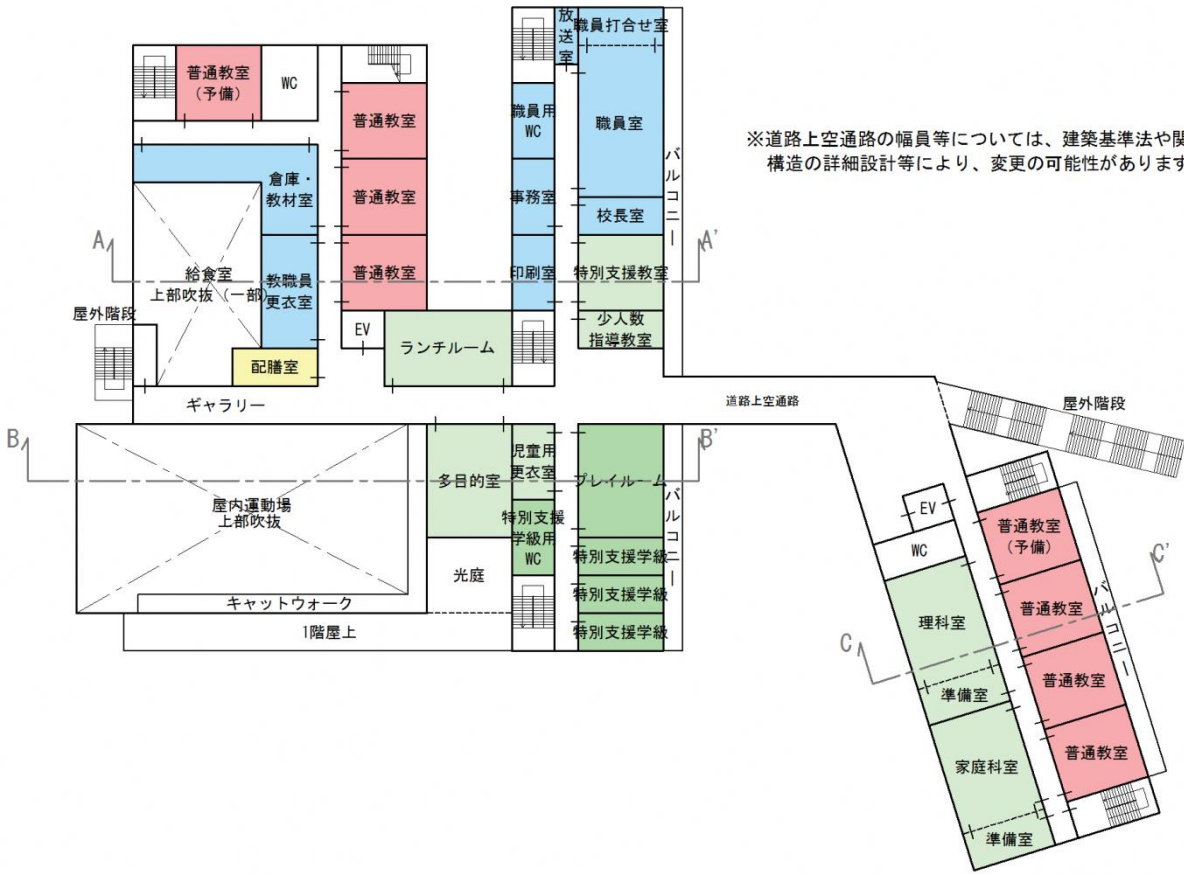 放
送
室
職員打合せ室
普通教室
(予備)
WC
普通教室
職員用
WC
職員室
※道路上空通路の幅員等については、建築基準法や関
構造の詳細設計等により、変更の可能性があります
バルコニー
倉庫・
教材室
普通教室
事務室
校長室
A
A'
給食室
上部吹抜(一部)
教職員
更衣室
普通教室
印刷室
特別支援教室
屋外階段
EV
ランチルーム
少人数
指導教室
配膳室
ギャラリー
道路上空通路
屋外階段
B
B'
屋内運動場
上部吹抜
多目的室
児童用
更衣室
プレイルーム
バルコニー
特別支援
学級用
WC
特別支援学級
特別支援学級
特別支援学級
光庭
キャットウォーク
1階屋上
EV
WC
普通教室
(予備)
C'
バルコニー
理科室
普通教室
C
準備室
普通教室
家庭科室
普通教室
準備室